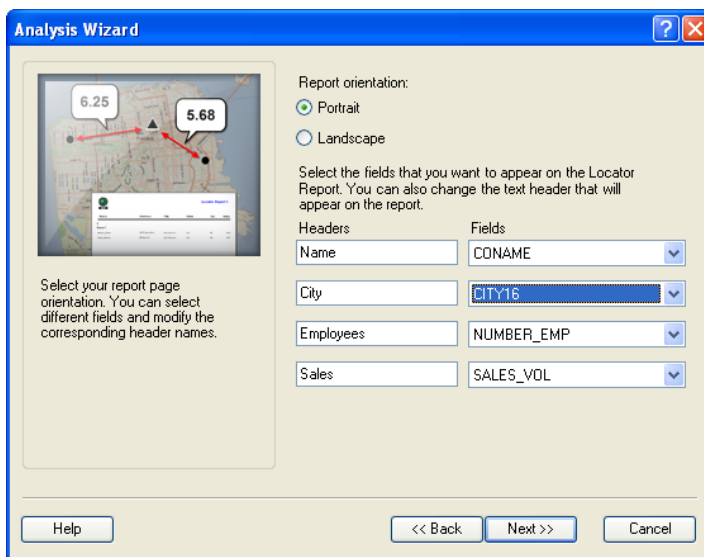 Analysis Wizard
6.25
5.68
Locator Report
Select your report page
orientation. You can select
different fields and modify the
corresponding header names.
Report orientation:
Portrait
Landscape
Select the fields that you want to appear on the Locator
Report. You can also change the text header that will
appear on the report.
Headers Fields
Name CONAME
City CITY16
Employees NUMBER_EMP
Sales SALES_VOL
Help << Back Next >> Cancel